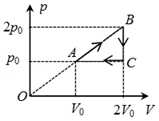 p
2p₀ B
p₀ A C
O V₀ 2V₀ V